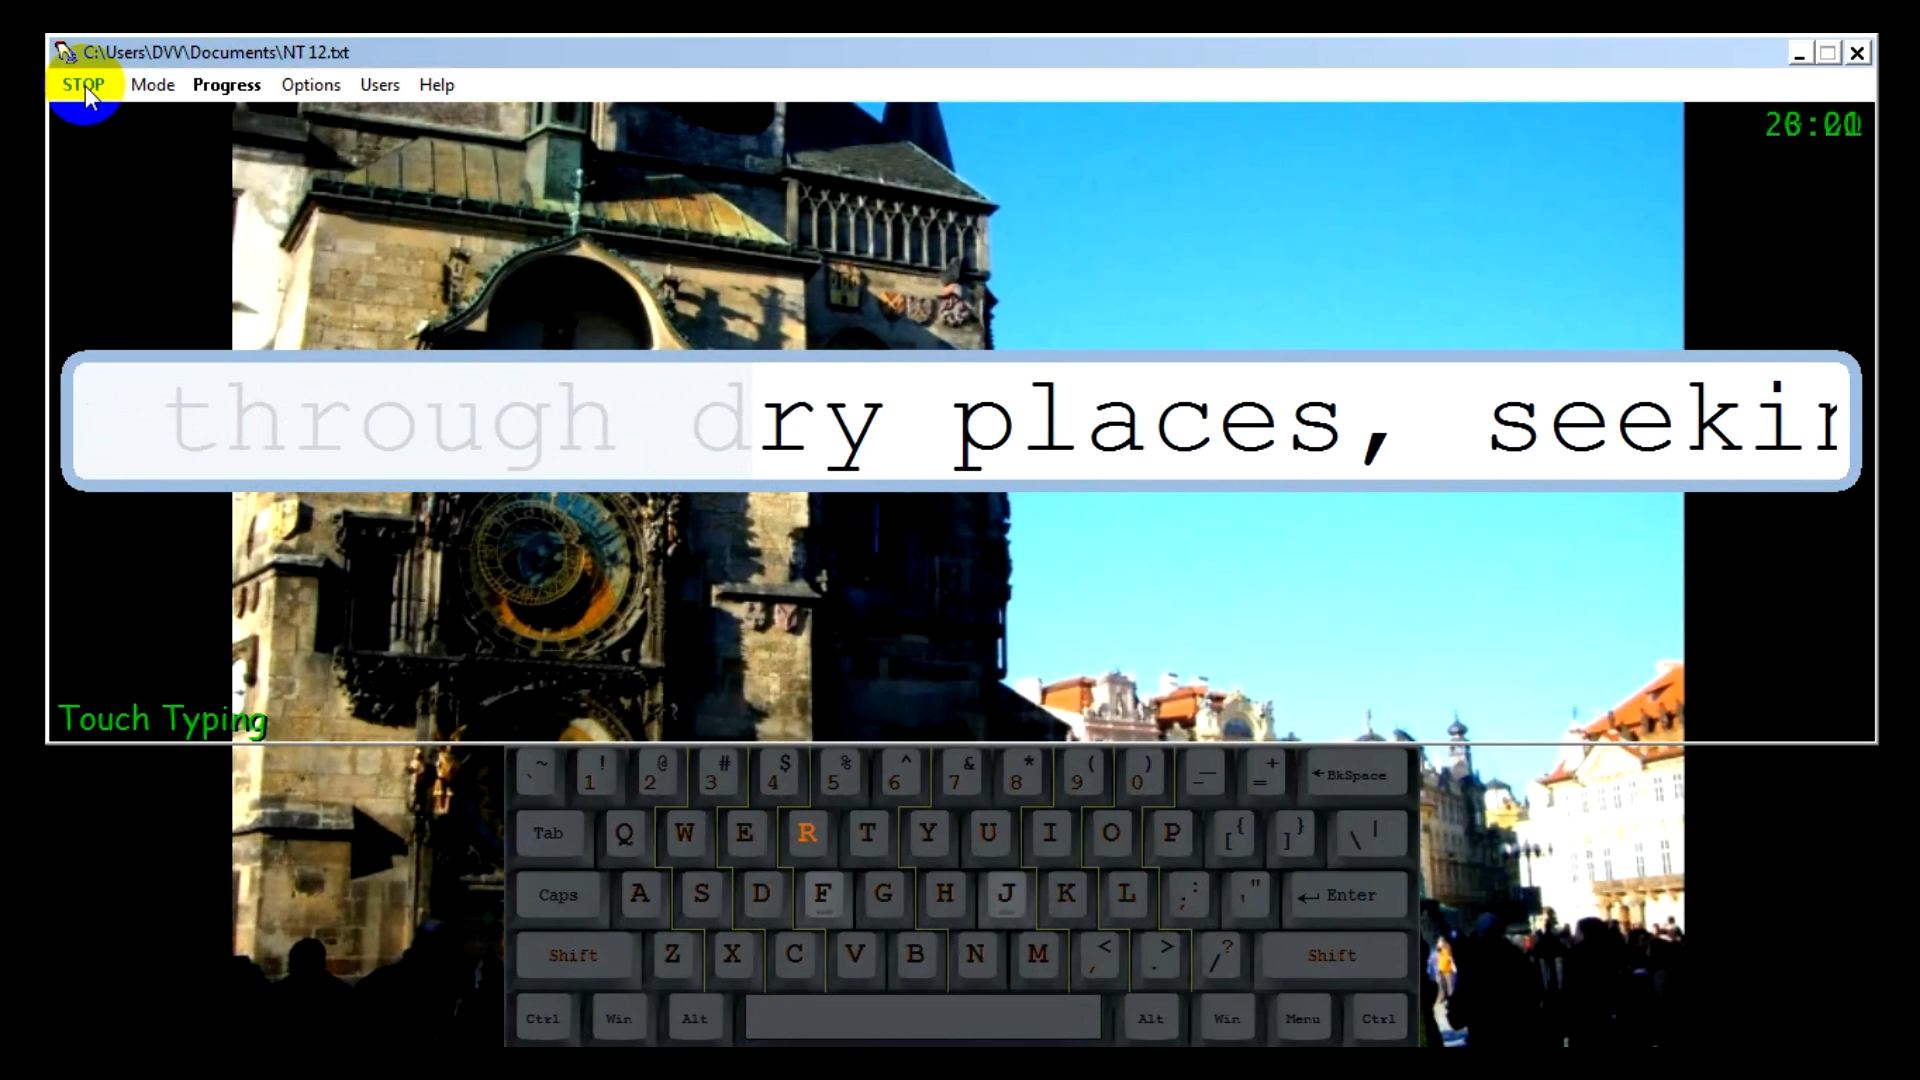 C:\Users\DVV\Documents\NT 12.txt
STOP Mode Progress Options Users Help
through dry places, seekin
Touch Typing
` ~ 1 ! 2 @ 3 # 4 $ 5 % 6 ^ 7 & 8 * 9 ( 0 ) - _ = + ←BkSpace
Tab Q W E R T Y U I O P [ { ] } \ |
Caps A S D F G H J K L ; : ' " ↵ Enter
Shift Z X C V B N M , < . > / ? Shift
Ctrl Win Alt Alt Win Menu Ctrl